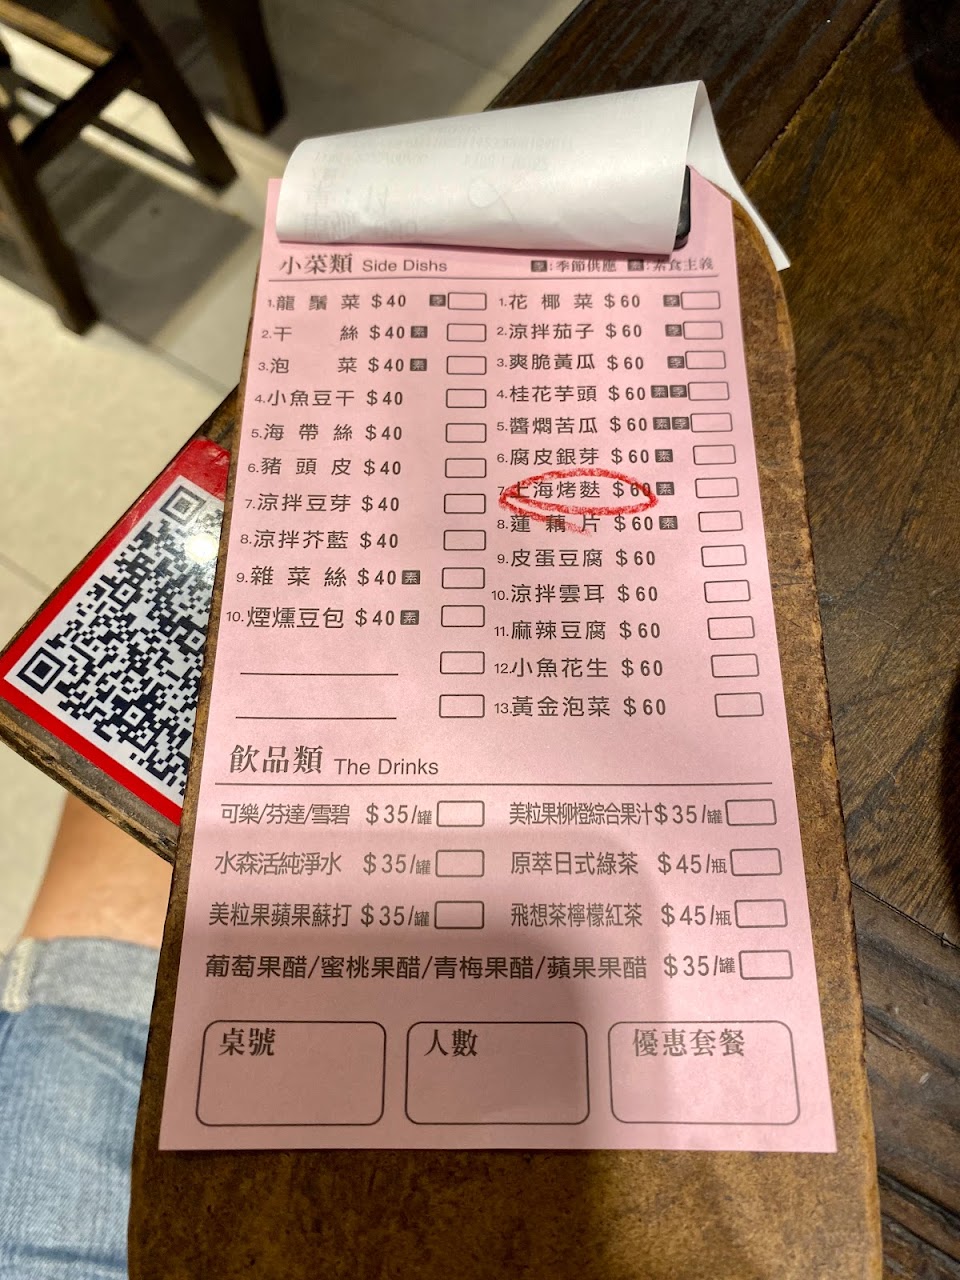 小菜類 Side Dishs 季:季節供應 素:素食主義
1.龍鬚菜 $40 季
2.干絲 $40 素
3.泡菜 $40 素
4.小魚豆干 $40
5.海帶絲 $40
6.豬頭皮 $40
7.涼拌豆芽 $40
8.涼拌芥藍 $40
9.雜菜絲 $40 素
10.煙燻豆包 $40 素
1.花椰菜 $60 季
2.涼拌茄子 $60 季
3.爽脆黃瓜 $60 季
4.桂花芋頭 $60 素 季
5.醬燜苦瓜 $60 素 季
6.腐皮銀芽 $60 素
7.上海烤麩 $60 素
8.蓮藕片 $60 素
9.皮蛋豆腐 $60
10.涼拌雲耳 $60
11.麻辣豆腐 $60
12.小魚花生 $60
13.黃金泡菜 $60
飲品類 The Drinks
可樂/芬達/雪碧 $35/罐
美粒果柳橙綜合果汁$35/罐
水森活純淨水 $35/罐
原萃日式綠茶 $45/瓶
美粒果蘋果蘇打 $35/罐
飛想茶檸檬紅茶 $45/瓶
葡萄果醋/蜜桃果醋/青梅果醋/蘋果果醋 $35/罐
桌號
人數
優惠套餐